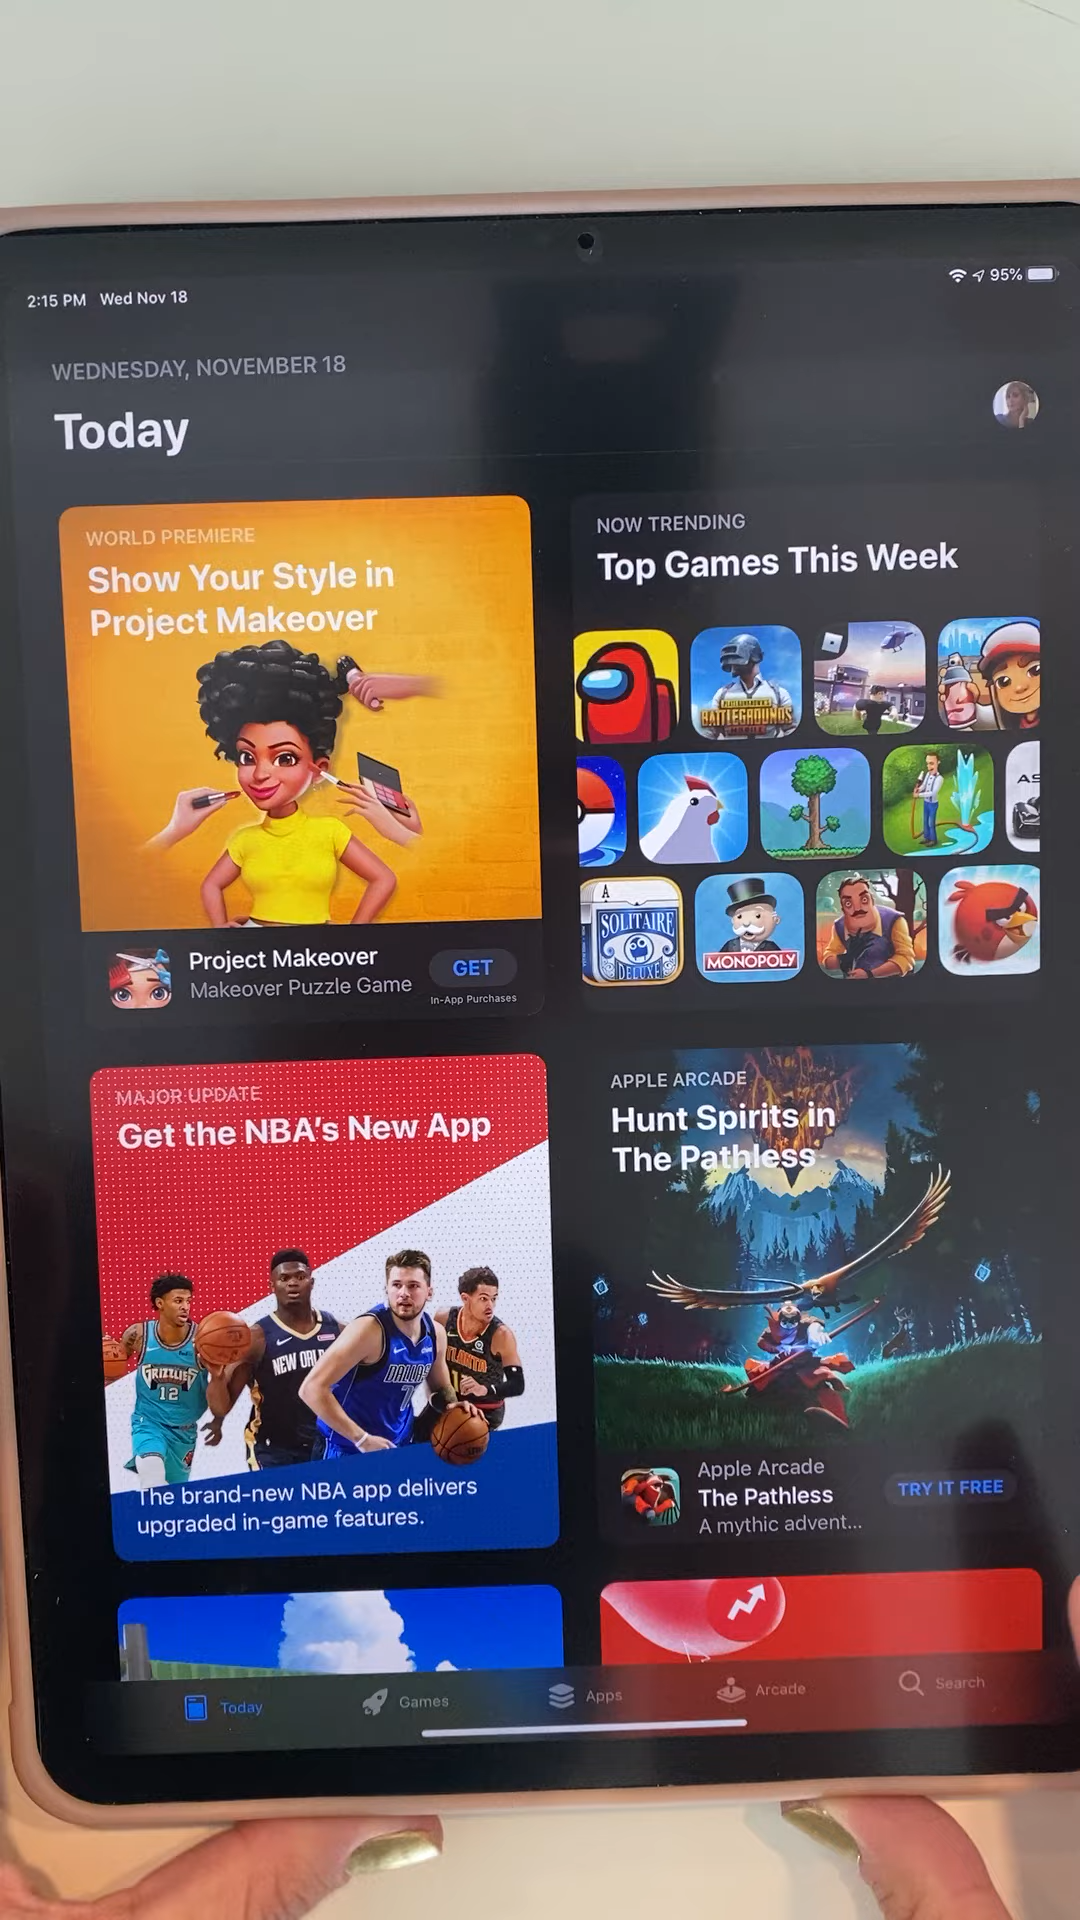 2:15 PM Wed Nov 18
95%
WEDNESDAY, NOVEMBER 18
Today
WORLD PREMIERE
Show Your Style in
Project Makeover
Project Makeover
Makeover Puzzle Game
GET
In-App Purchases
NOW TRENDING
Top Games This Week
BATTLEGROUNDS
AS
A
SOLITAIRE
DELUXE
MONOPOLY
MAJOR UPDATE
Get the NBA's New App
GRIZZLIES
12
NEW ORL
DALLAS
7
ATLANTA
The brand-new NBA app delivers
upgraded in-game features.
APPLE ARCADE
Hunt Spirits in
The Pathless
Apple Arcade
The Pathless
A mythic advent...
TRY IT FREE
Today
Games
Apps
Arcade
Search